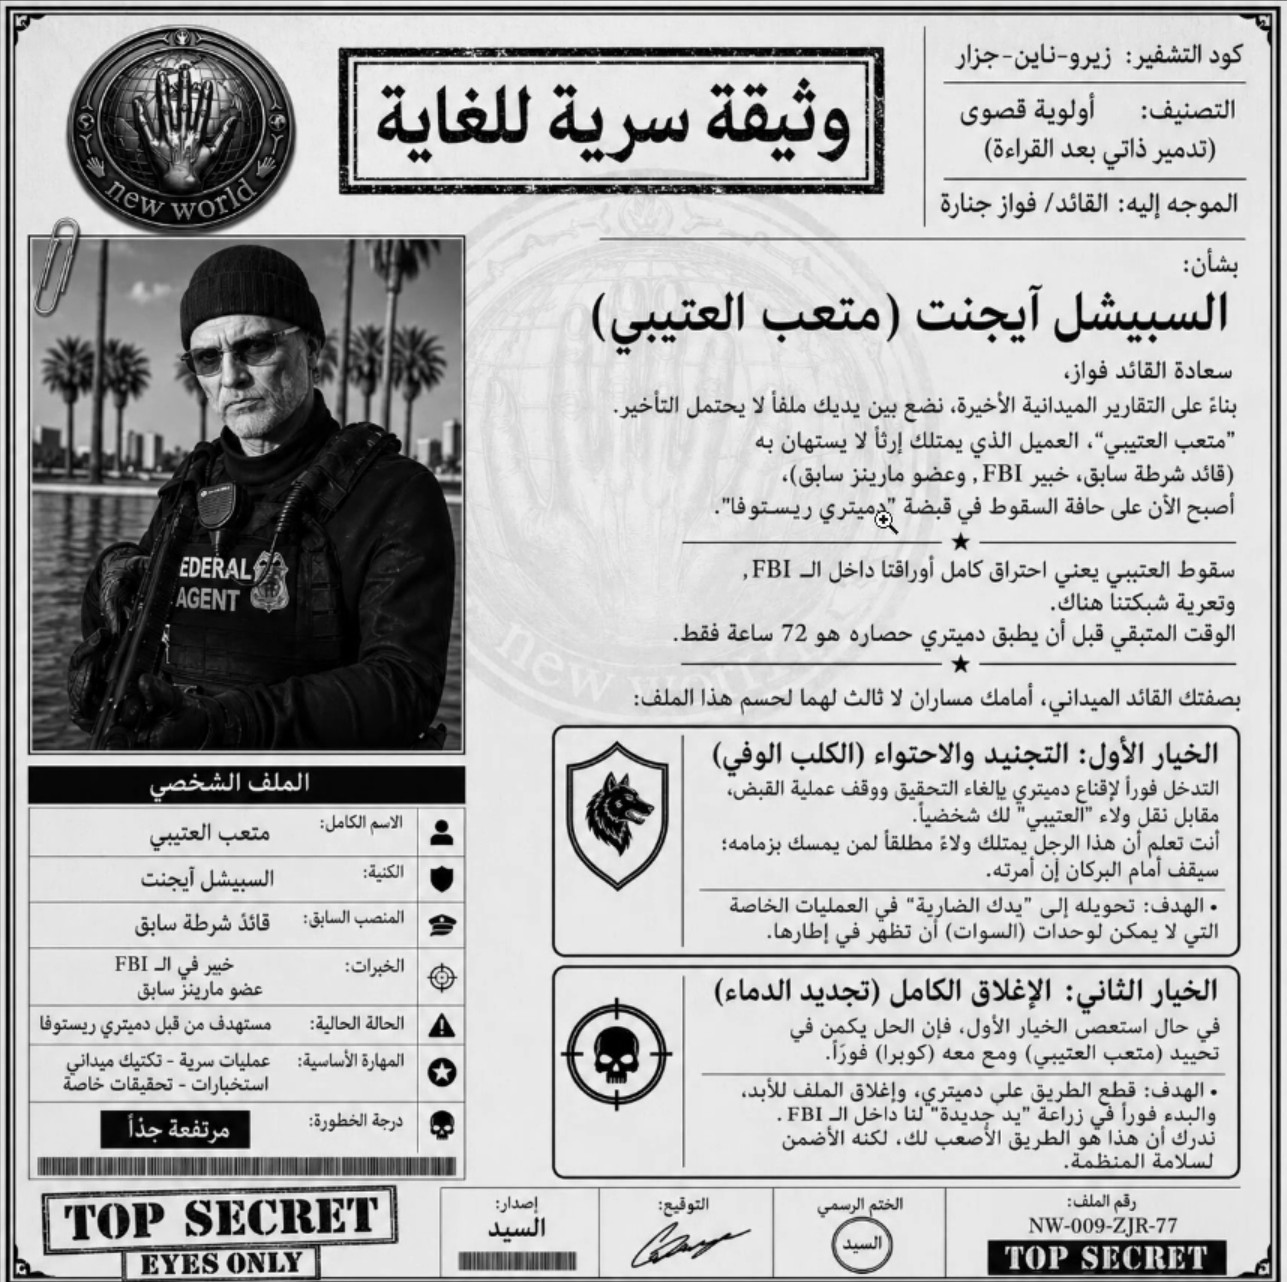 new world
وثيقة سرية للغاية
كود التشفير: زيرو-ناين-جزار
التصنيف: أولوية قصوى
(تدمير ذاتي بعد القراءة)
الموجه إليه: القائد/ فواز جنارة
بشأن:
السبيشل آيجنت (متعب العتيبي)
سعادة القائد فواز،
بناءً على التقارير الميدانية الأخيرة، نضع بين يديك ملفاً لا يحتمل التأخير.
"متعب العتيبي"، العميل الذي يمتلك إرثاً لا يستهان به
(قائد شرطة سابق، خبير FBI, وعضو مارينز سابق)،
أصبح الآن على حافة السقوط في قبضة "دميتري ريستوفا".
سقوط العتيبي يعني احتراق كامل أوراقنا داخل الـ FBI,
وتعرية شبكتنا هناك.
الوقت المتبقي قبل أن يطبق دميتري حصاره هو 72 ساعة فقط.
new world
بصفتك القائد الميداني، أمامك مساران لا ثالث لهما لحسم هذا الملف:
الخيار الأول: التجنيد والاحتواء (الكلب الوفي)
التدخل فوراً لإقناع دميتري بإلغاء التحقيق ووقف عملية القبض،
مقابل نقل ولاء "العتيبي" لك شخصياً.
أنت تعلم أن هذا الرجل يمتلك ولاءً مطلقاً لمن يمسك بزمامه؛
سيقف أمام البركان إن أمرته.
• الهدف: تحويله إلى "يدك الضارية" في العمليات الخاصة
التي لا يمكن لوحدات (السوات) أن تظهر في إطارها.
الخيار الثاني: الإغلاق الكامل (تجديد الدماء)
في حال استعصى الخيار الأول، فإن الحل يكمن في
تحييد (متعب العتيبي) ومع معه (كوبرا) فوراً.
• الهدف: قطع الطريق على دميتري، وإغلاق الملف للأبد،
والبدء فوراً في زراعة "يد جديدة" لنا داخل الـ FBI.
ندرك أن هذا هو الطريق الأصعب لك، لكنه الأضمن
لسلامة المنظمة.
EDERAL
AGENT
الملف الشخصي
الاسم الكامل: متعب العتيبي
الكنية: السبيشل آيجنت
المنصب السابق: قائدً شرطة سابق
الخبرات: خبير في الـ FBI
عضو مارينز سابق
الحالة الحالية: مستهدف من قبل دميتري ريستوفا
المهارة الأساسية: عمليات سرية - تكتيك ميداني
استخبارات - تحقيقات خاصة
درجة الخطورة: مرتفعة جداً
TOP SECRET
EYES ONLY
إصدار:
السيد
التوقيع:
الختم الرسمي
السيد
رقم الملف:
NW-009-ZJR-77
TOP SECRET